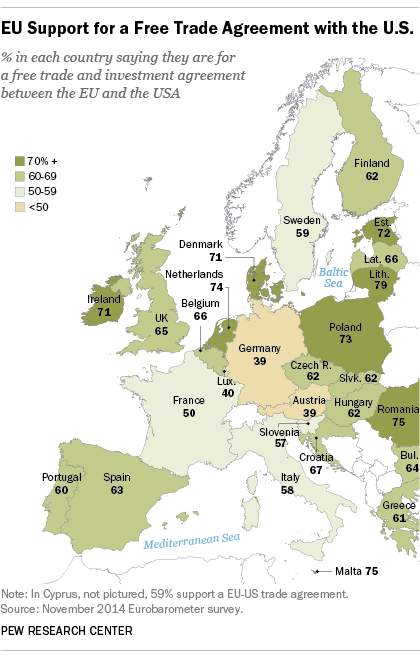 EU Support for a Free Trade Agreement with the U.S.
% in each country saying they are for
a free trade and investment agreement
between the EU and the USA
70% +
60-69
50-59
<50
Finland
62
Sweden
59
Est.
72
Lat. 66
Lith.
79
Baltic
Sea
Denmark
71
Netherlands
74
Belgium
66
Ireland
71
UK
65
Germany
39
Poland
73
Lux.
40
Czech R.
62
Slvk. 62
France
50
Austria
39
Hungary
62
Romania
75
Slovenia
57
Croatia
67
Bul.
64
Portugal
60
Spain
63
Italy
58
Greece
61
Mediterranean Sea
Malta 75
Note: In Cyprus, not pictured, 59% support a EU-US trade agreement.
Source: November 2014 Eurobarometer survey.
PEW RESEARCH CENTER